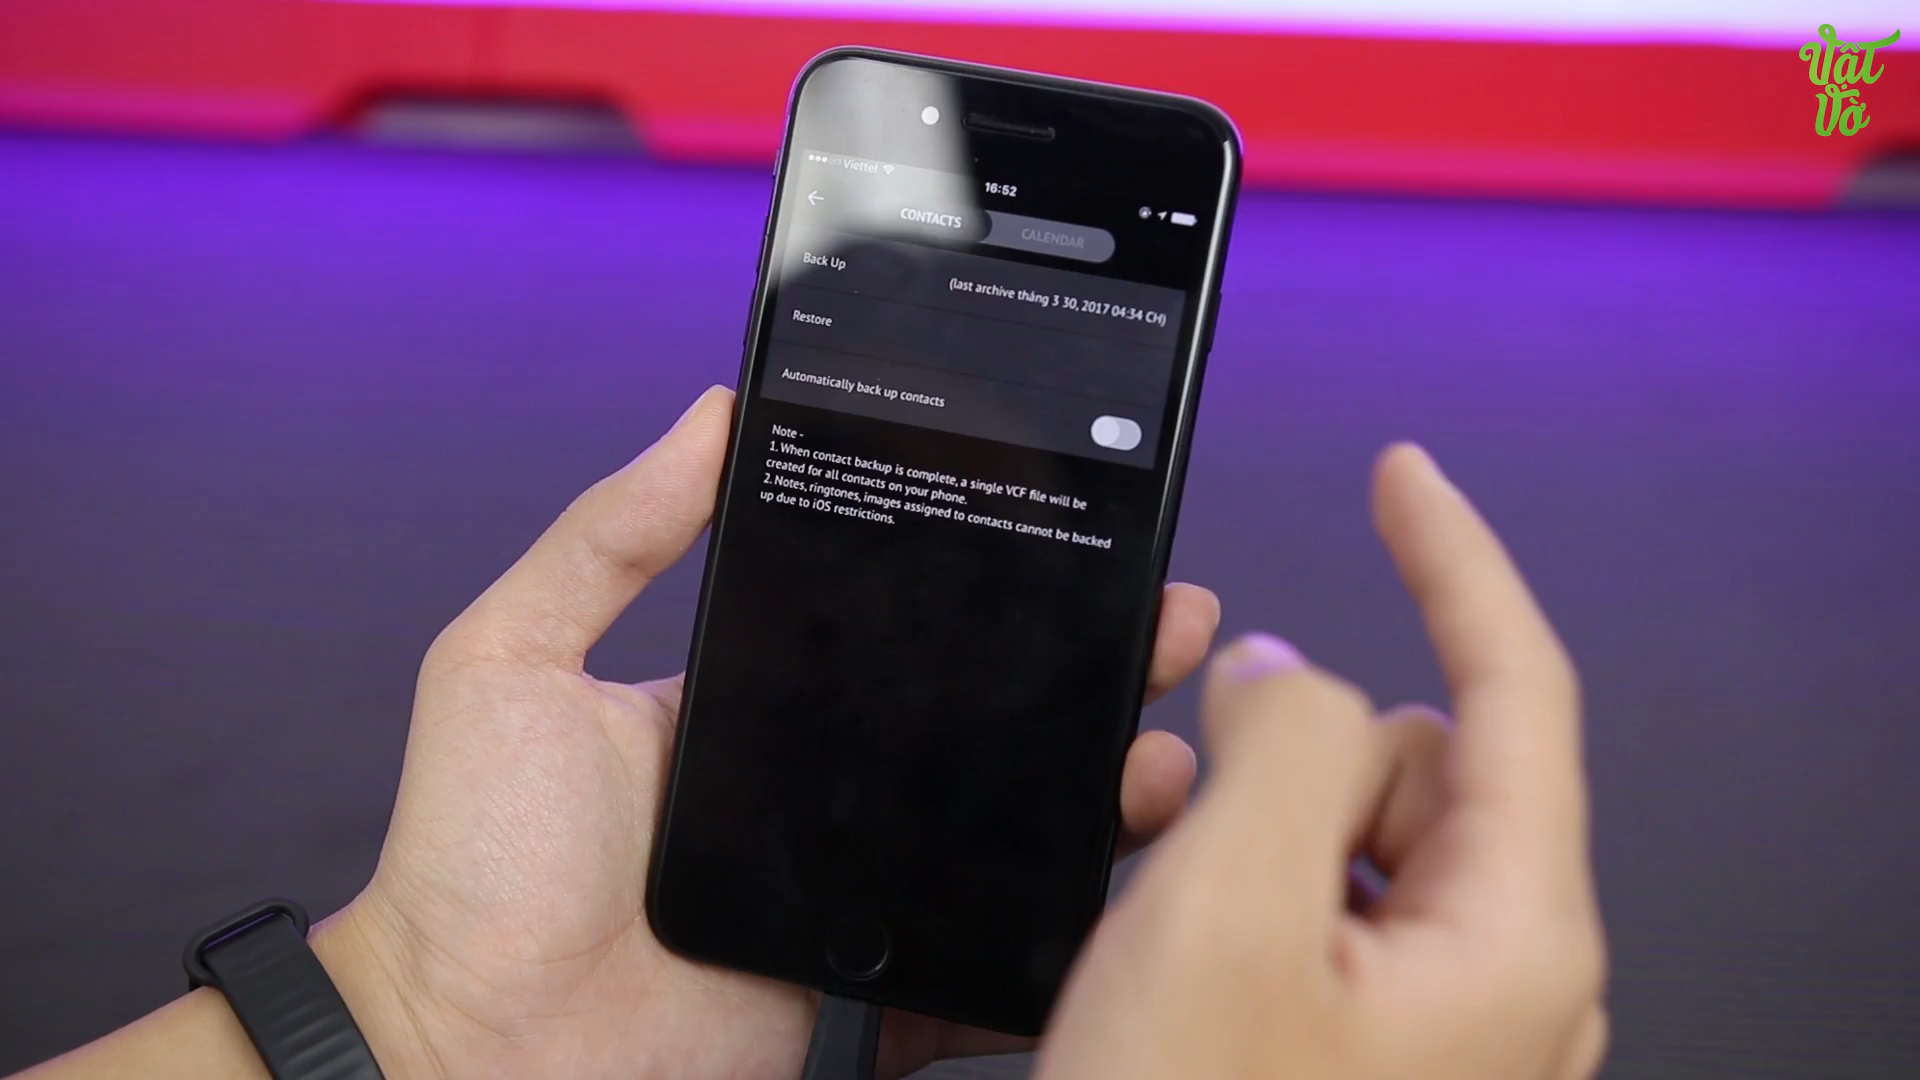 Vật
Vờ
Viettel
16:52
CONTACTS
CALENDAR
Back Up
(last archive tháng 3 30, 2017 04:34 CH)
Restore
Automatically back up contacts
Note -
1. When contact backup is complete, a single VCF file will be
created for all contacts on your phone.
2. Notes, ringtones, images assigned to contacts cannot be backed
up due to iOS restrictions.